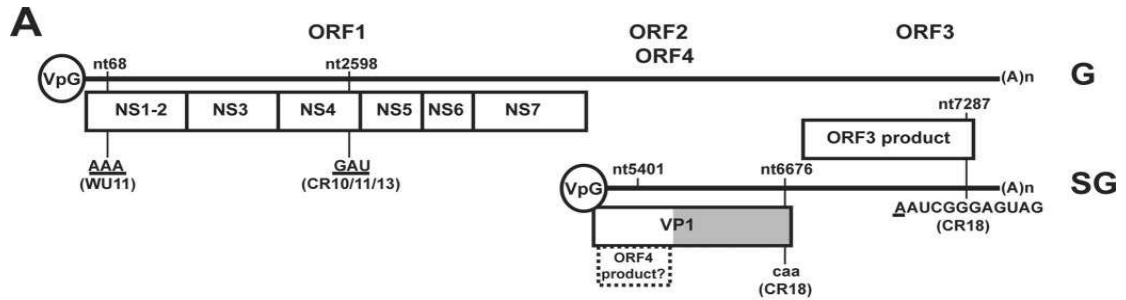 A
ORF1 ORF2 ORF3
ORF4
nt68 nt2598
VpG (A)n G
NS1-2 NS3 NS4 NS5 NS6 NS7
nt7287
ORF3 product
AAA GAU
(WU11) (CR10/11/13)
nt5401 nt6676
VpG (A)n SG
AAUCGGGAGUAG
(CR18)
VP1
ORF4
product?
caa
(CR18)